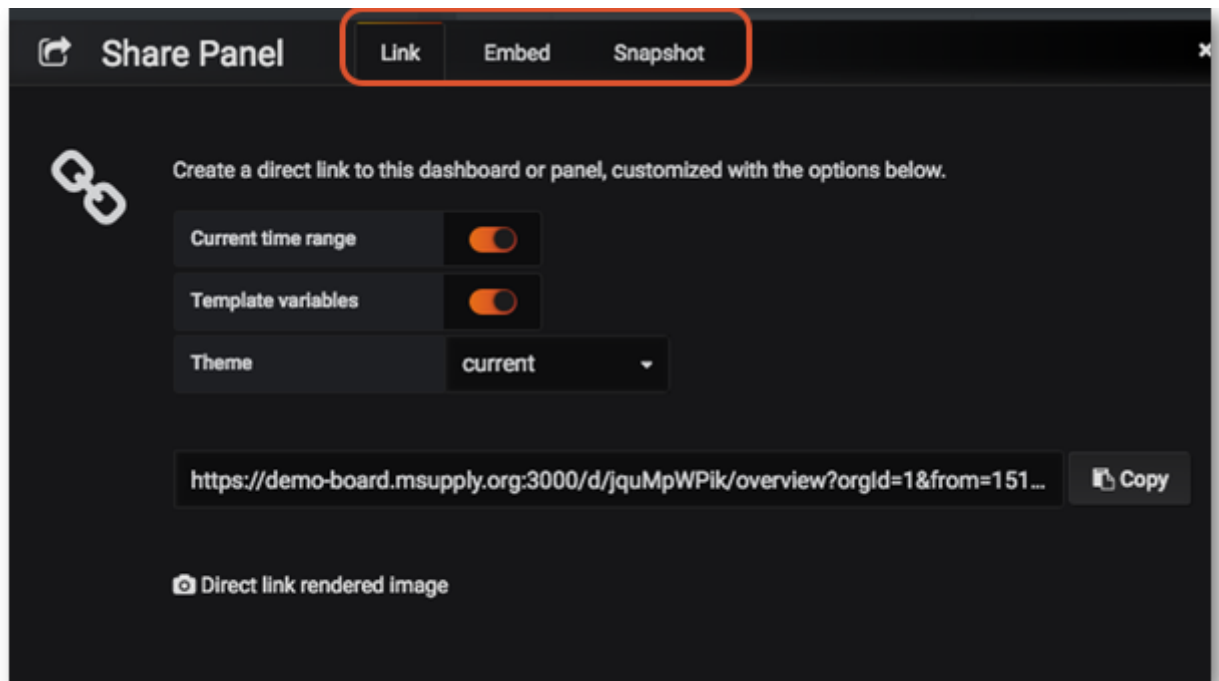 Share Panel Link Embed Snapshot
Create a direct link to this dashboard or panel, customized with the options below.
Current time range
Template variables
Theme current
https://demo-board.msupply.org:3000/d/jquMpWPik/overview?orgId=1&from=151... Copy
Direct link rendered image